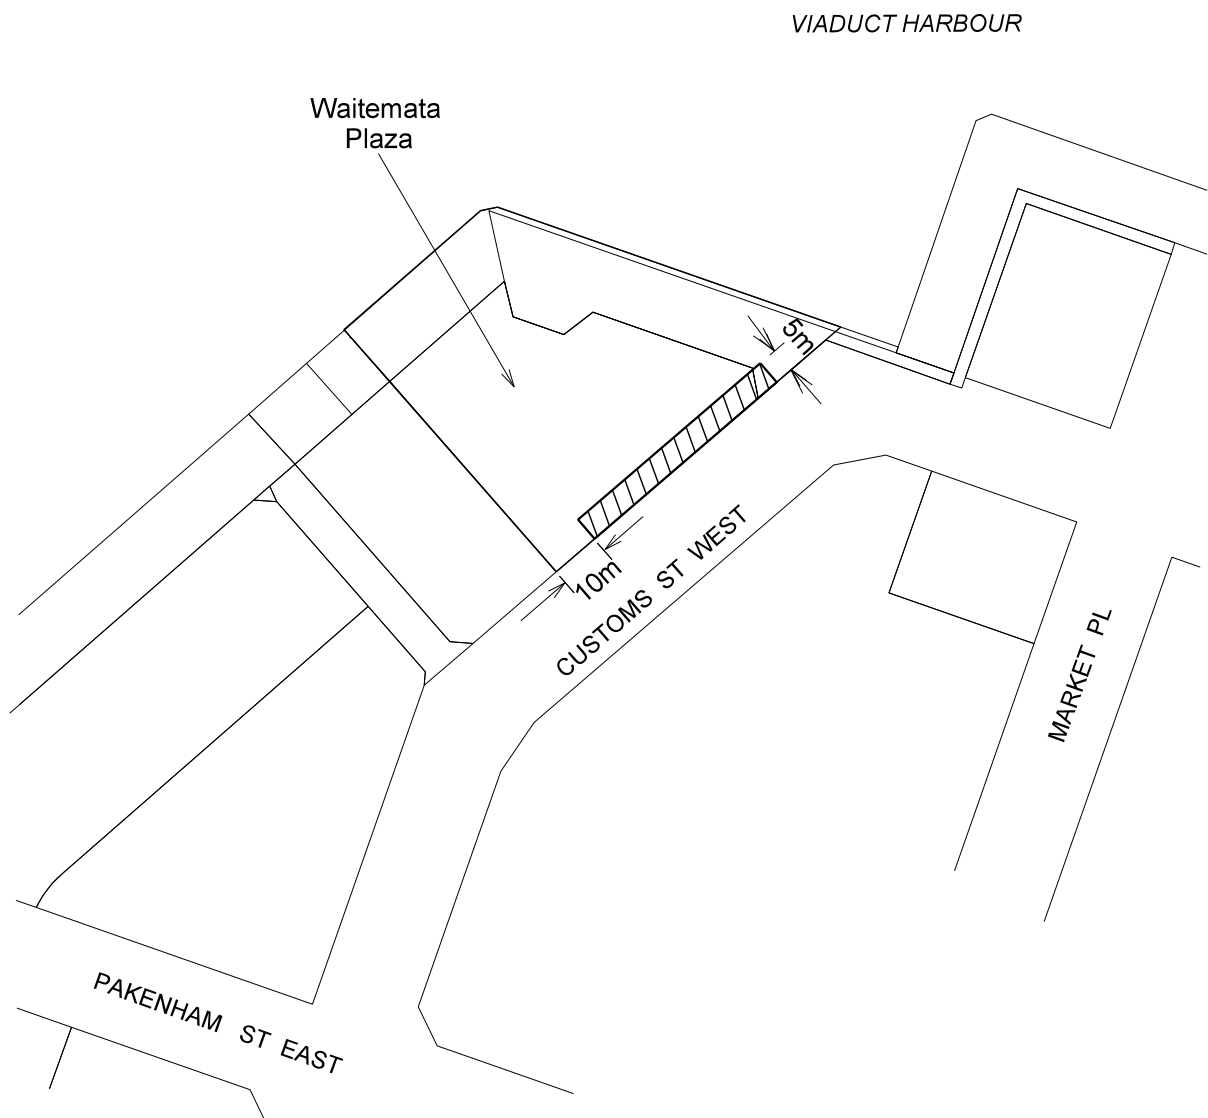 VIADUCT HARBOUR
Waitemata
Plaza
5m
10m
CUSTOMS ST WEST
MARKET PL
PAKENHAM ST EAST